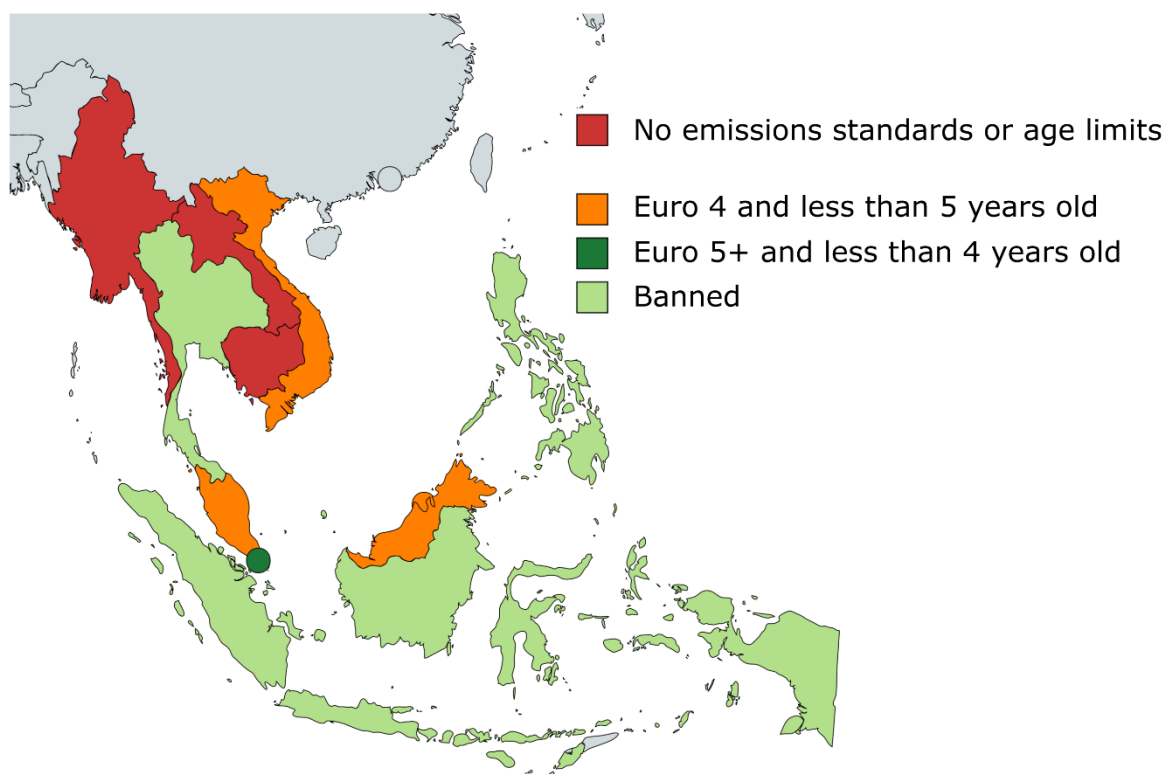 No emissions standards or age limits
Euro 4 and less than 5 years old
Euro 5+ and less than 4 years old
Banned